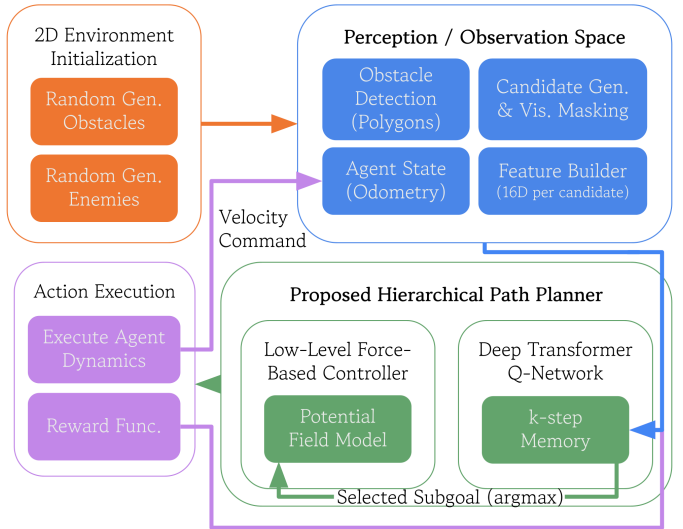 2D Environment
Initialization
Random Gen.
Obstacles
Random Gen.
Enemies
Perception / Observation Space
Obstacle
Detection
(Polygons)
Candidate Gen.
& Vis. Masking
Agent State
(Odometry)
Feature Builder
(16D per candidate)
Velocity
Command
Action Execution
Execute Agent
Dynamics
Reward Func.
Proposed Hierarchical Path Planner
Low-Level Force-
Based Controller
Potential
Field Model
Deep Transformer
Q-Network
k-step
Memory
Selected Subgoal (argmax)